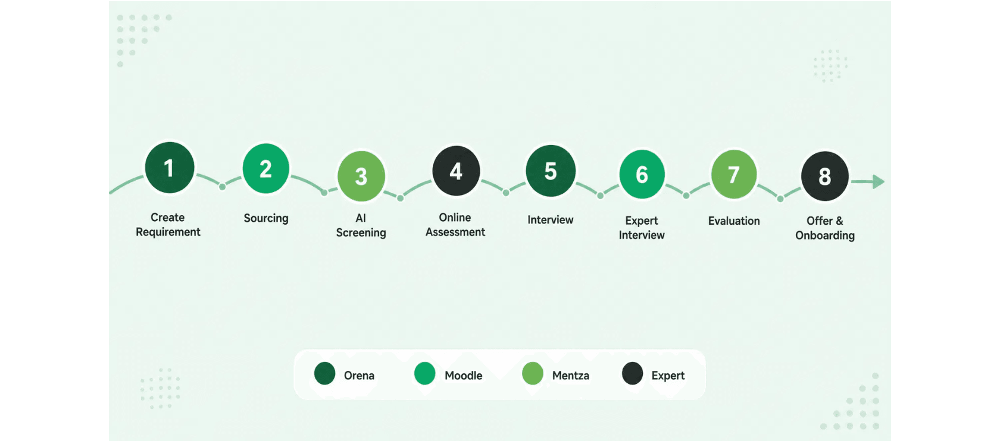 1
2
3
4
5
6
7
8
Create
Requirement
Sourcing
AI
Screening
Online
Assessment
Interview
Expert
Interview
Evaluation
Offer &
Onboarding
Orena
Moodle
Mentza
Expert